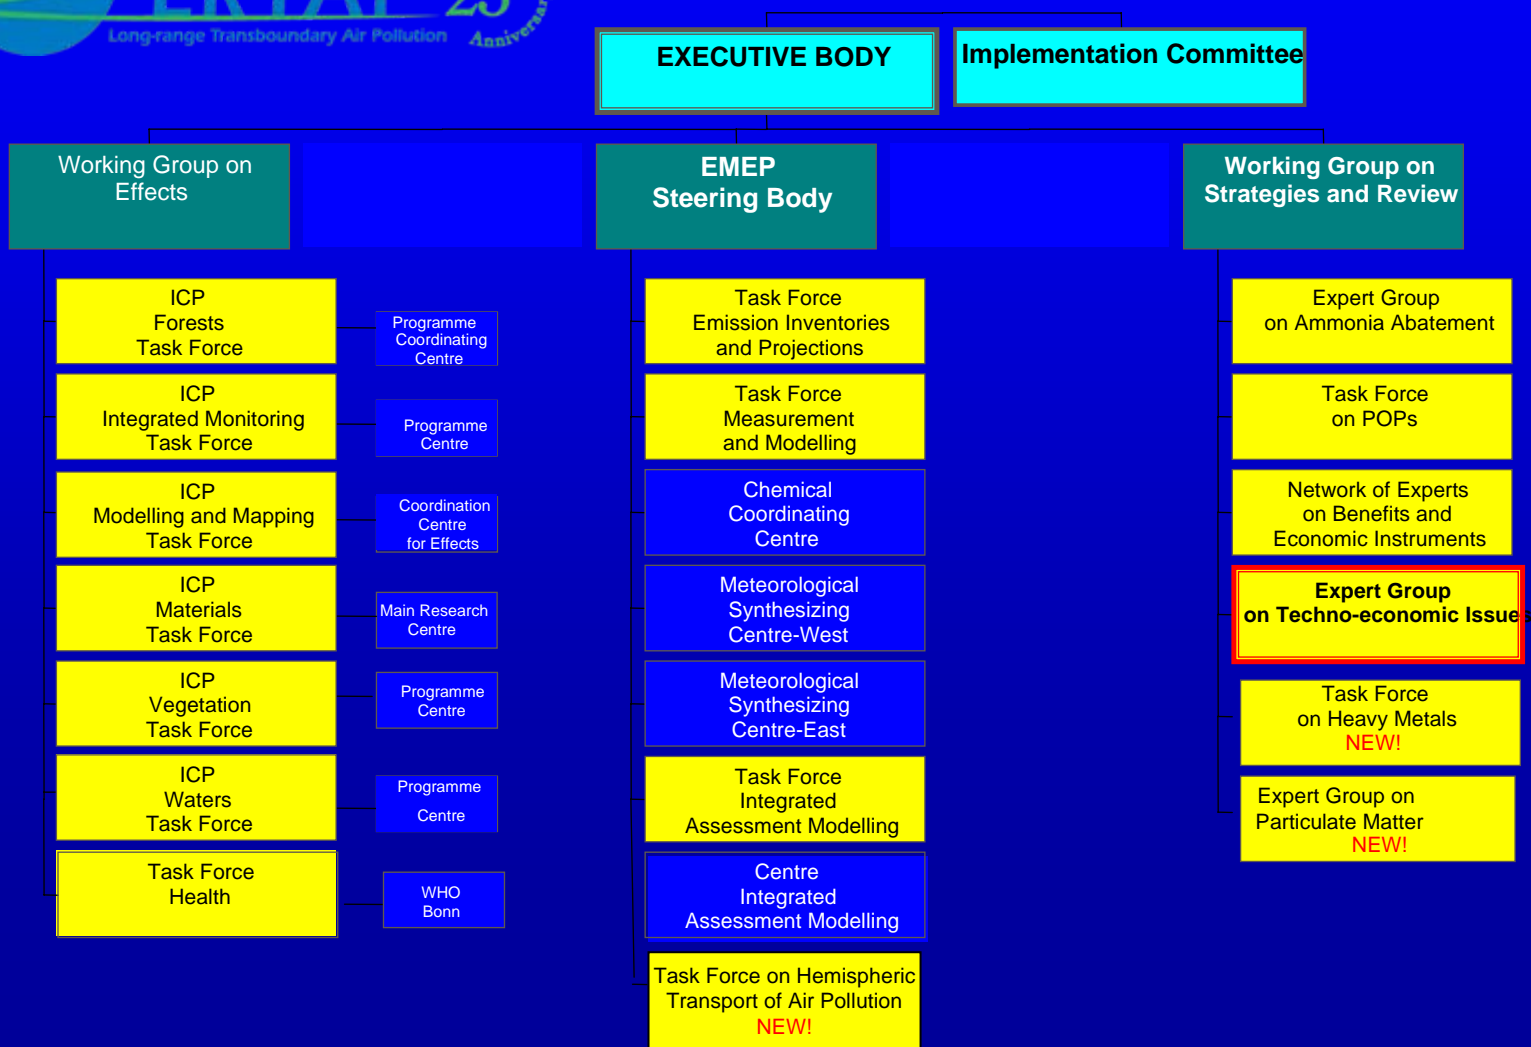 LRTAP 25
Long-range Transboundary Air Pollution
EXECUTIVE BODY
Implementation Committee
Working Group on
Effects
EMEP
Steering Body
Working Group on
Strategies and Review
ICP
Forests
Task Force
Programme
Coordinating
Centre
ICP
Integrated Monitoring
Task Force
Programme
Centre
ICP
Modelling and Mapping
Task Force
Coordination
Centre
for Effects
ICP
Materials
Task Force
Main Research
Centre
ICP
Vegetation
Task Force
Programme
Centre
ICP
Waters
Task Force
Programme
Centre
Task Force
Health
WHO
Bonn
Task Force
Emission Inventories
and Projections
Task Force
Measurement
and Modelling
Chemical
Coordinating
Centre
Meteorological
Synthesizing
Centre-West
Meteorological
Synthesizing
Centre-East
Task Force
Integrated
Assessment Modelling
Centre
Integrated
Assessment Modelling
Task Force on Hemispheric
Transport of Air Pollution
NEW!
Expert Group
on Ammonia Abatement
Task Force
on POPs
Network of Experts
on Benefits and
Economic Instruments
Expert Group
on Techno-economic Issues
Task Force
on Heavy Metals
NEW!
Expert Group on
Particulate Matter
NEW!